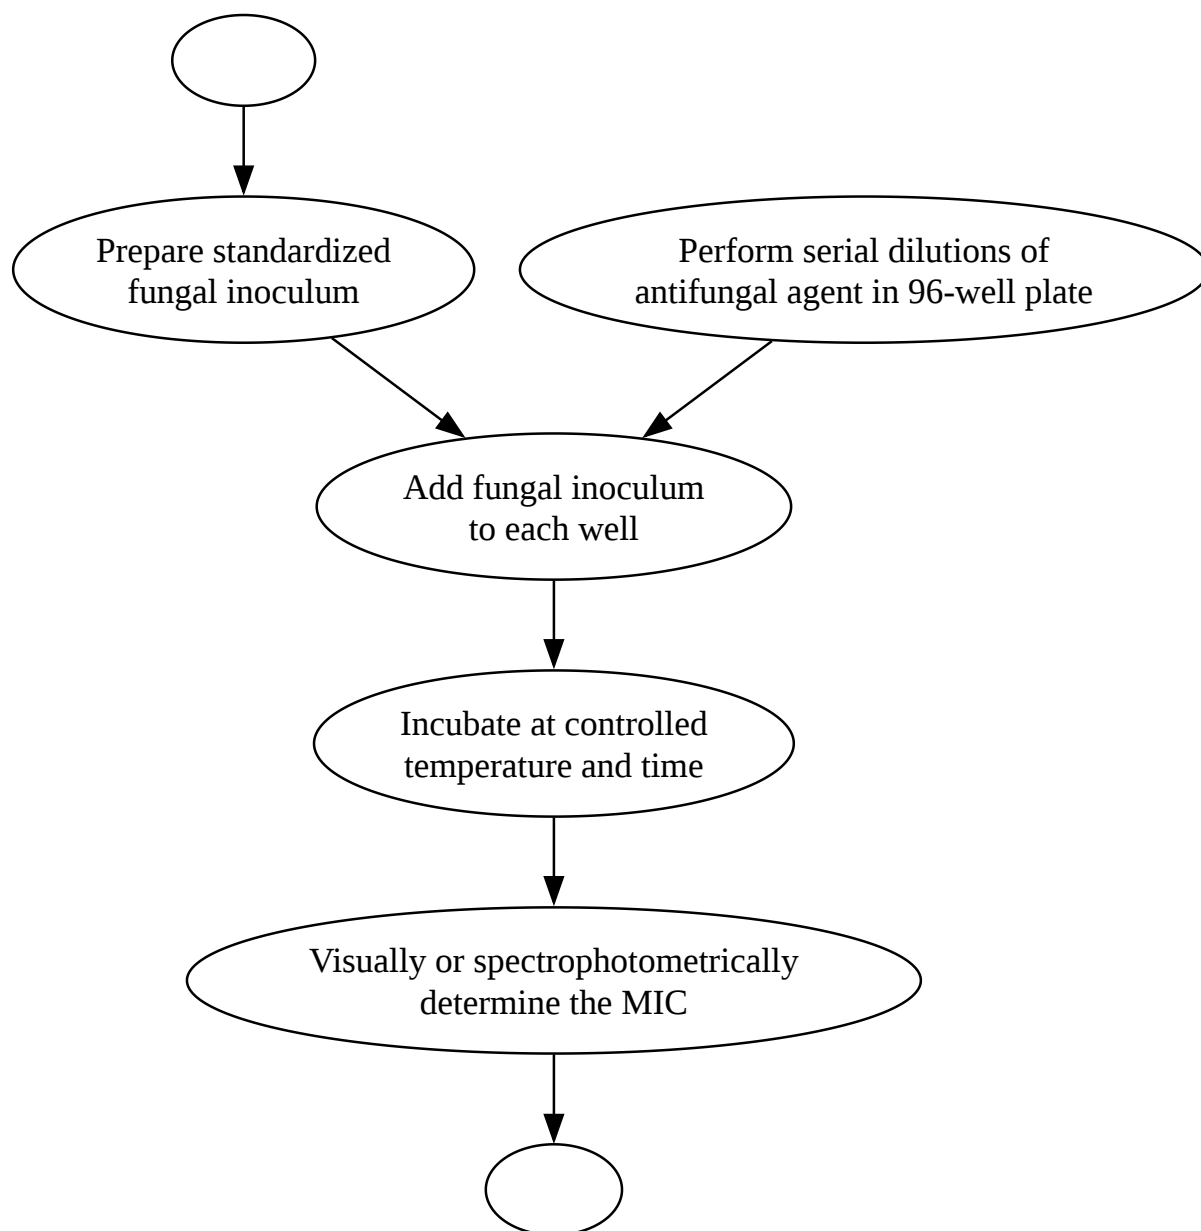 Prepare standardized
fungal inoculum
Perform serial dilutions of
antifungal agent in 96-well plate
Add fungal inoculum
to each well
Incubate at controlled
temperature and time
Visually or spectrophotometrically
determine the MIC